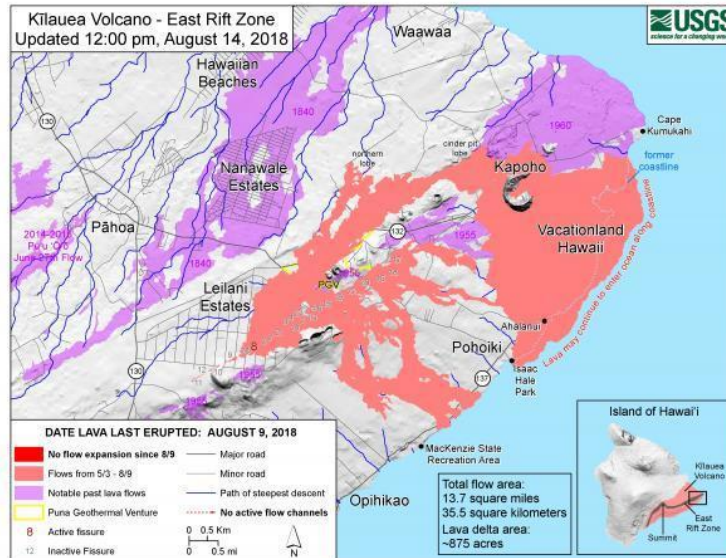 Kīlauea Volcano - East Rift Zone
Updated 12:00 pm, August 14, 2018
USGS
science for a changing world
Waawaa
Hawaiian
Beaches
1840
130
1960
Cape
Kumukahi
cinder pit
lobe
northern
lobe
former
coastline
Nanawale
Estates
Kapoho
Pāhoa
132
1955
Vacationland
Hawaii
2014-2015
June 27th Flow
1840
PGV
Leilani
Estates
Lava may continue to enter ocean along coastline
Ahalanui
Pohoiki
Isaac
Hale
Park
8
9
10
12
130
1955
137
MacKenzie State
Recreation Area
Opihikao
DATE LAVA LAST ERUPTED: AUGUST 9, 2018
No flow expansion since 8/9
Flows from 5/3 - 8/9
Notable past lava flows
Puna Geothermal Venture
8 Active fissure
12 Inactive Fissure
Major road
Minor road
Path of steepest descent
No active flow channels
0 0.5 Km
0 0.5 mi
N
Total flow area:
13.7 square miles
35.5 square kilometers
Lava delta area:
~875 acres
Island of Hawai'i
Kīlauea
Volcano
Summit
East
Rift Zone